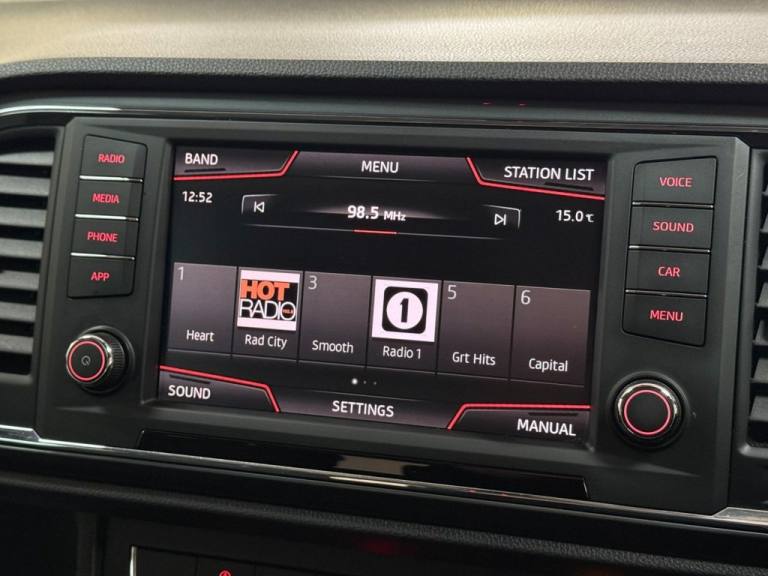 BAND
MENU
STATION LIST
RADIO
MEDIA
PHONE
APP
12:52
98.5 MHz
15.0 °C
1
Heart
HOT
RADIO
Rad City
3
Smooth
1
Radio 1
5
Grt Hits
6
Capital
SOUND
SETTINGS
MANUAL
VOICE
SOUND
CAR
MENU